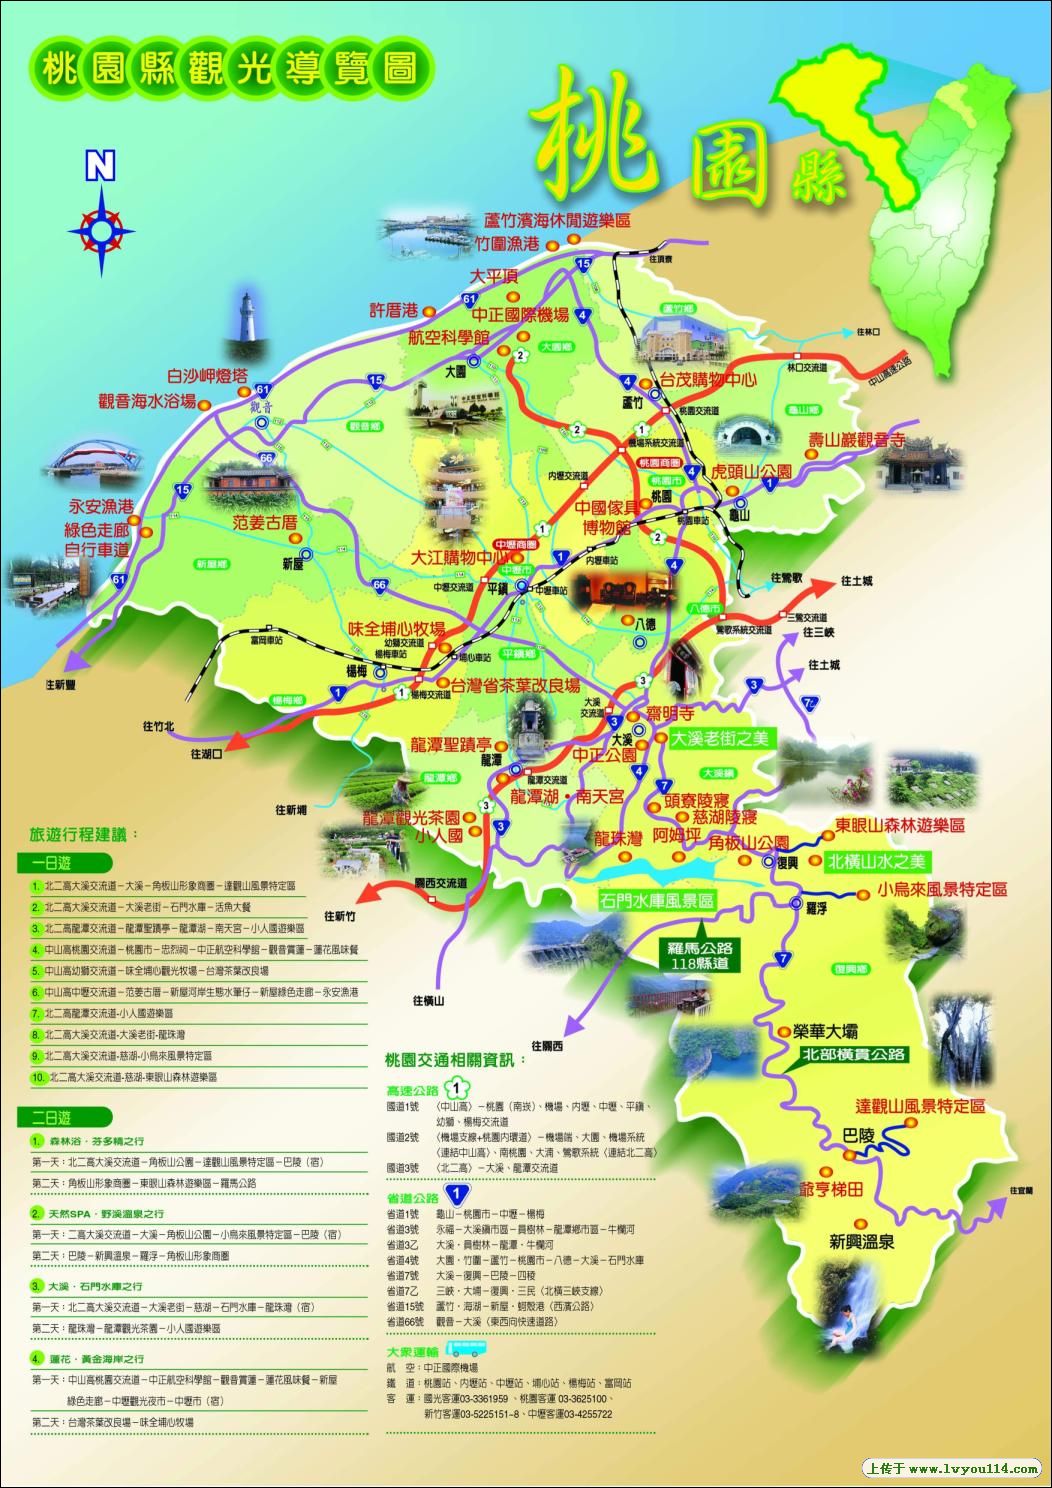 桃園縣觀光導覽圖
桃園縣
N
蘆竹濱海休閒遊樂區
竹圍漁港
往頂寮
15
大平頂
61
許厝港
中正國際機場
4
蘆竹鄉
往林口
航空科學館
2
大園鄉
大園
林口交流道
中山高速公路
白沙岬燈塔
61
15
4
台茂購物中心
蘆竹
觀音海水浴場
觀音
桃園交流道
龜山鄉
觀音鄉
2
1
機場系統交流道
壽山巖觀音寺
66
桃園商圈
4
虎頭山公園
15
內壢交流道
桃園市
桃園
1
永安漁港
中國傢俱
博物館
龜山
綠色走廊
自行車道
范姜古厝
1
桃園車站
2
中壢商圈
大江購物中心
1
內壢車站
新屋
新屋鄉
中壢市
4
61
66
中壢交流道
平鎮
中壢車站
往鶯歌
往土城
八德市
三鶯交流道
味全埔心牧場
八德
鶯歌系統交流道
往三峽
富岡車站
幼獅交流道
楊梅車站
埔心車站
平鎮鄉
往土城
往新豐
楊梅
3
3
1
1
楊梅交流道
台灣省茶葉改良場
楊梅鄉
大溪
交流道
齋明寺
往竹北
3
大溪
大溪老街之美
往湖口
龍潭聖蹟亭
龍潭
中正公園
龍潭鄉
龍潭交流道
4
大溪鎮
7
龍潭湖・南天宮
往新埔
3
頭寮陵寢
龍潭觀光茶園
慈湖陵寢
3
東眼山森林遊樂區
小人國
龍珠灣
阿姆坪
角板山公園
復興
北橫山水之美
關西交流道
小烏來風景特定區
石門水庫風景區
往新竹
羅浮
羅馬公路
118縣道
7
復興鄉
往橫山
往關西
榮華大壩
北部橫貫公路
達觀山風景特定區
巴陵
爺亨梯田
往宜蘭
新興溫泉
旅遊行程建議：
一日遊
1. 北二高大溪交流道－大溪－角板山形象商圈－達觀山風景特定區
2. 北二高大溪交流道－大溪老街－石門水庫－活魚大餐
3. 北二高龍潭交流道－龍潭聖蹟亭－龍潭湖－南天宮－小人國遊樂區
4. 中山高桃園交流道－桃園市－忠烈祠－中正航空科學館－觀音賞蓮－蓮花風味餐
5. 中山高幼獅交流道－味全埔心觀光牧場－台灣茶葉改良場
6. 中山高中壢交流道－范姜古厝－新屋河岸生態水筆仔－新屋綠色走廊－永安漁港
7. 北二高龍潭交流道-小人國遊樂區
8. 北二高大溪交流道-大溪老街-龍珠灣
9. 北二高大溪交流道-慈湖-小烏來風景特定區
10. 北二高大溪交流道-慈湖-東眼山森林遊樂區
二日遊
1. 森林浴．芬多精之行
第一天：北二高大溪交流道－角板山公園－達觀山風景特定區－巴陵（宿）
第二天：角板山形象商圈－東眼山森林遊樂區－羅馬公路
2. 天然SPA．野溪溫泉之行
第一天：二高大溪交流道－大溪－角板山公園－小烏來風景特定區－巴陵（宿）
第二天：巴陵－新興溫泉－羅浮－角板山形象商圈
3. 大溪．石門水庫之行
第一天：北二高大溪交流道－大溪老街－慈湖－石門水庫－龍珠灣（宿）
第二天：龍珠灣－龍潭觀光茶園－小人國遊樂區
4. 蓮花．黃金海岸之行
第一天：中山高桃園交流道－中正航空科學館－觀音賞蓮－蓮花風味餐－新屋
綠色走廊－中壢觀光夜市－中壢市（宿）
第二天：台灣茶葉改良場－味全埔心牧場
桃園交通相關資訊：
高速公路 1
國道1號 〈中山高〉－桃園（南崁）、機場、內壢、中壢、平鎮、
幼獅、楊梅交流道
國道2號 〈機場支線+桃園內環道〉－機場端、大園、機場系統
〈連結中山高〉、南桃園、大湳、鶯歌系統〈連結北二高〉
國道3號 〈北二高〉－大溪、龍潭交流道
省道公路 1
省道1號 龜山－桃園市－中壢－楊梅
省道3號 永福－大溪鎮市區－員樹林－龍潭鄉市區－牛欄河
省道3乙 大溪．員樹林－龍潭．牛欄河
省道4號 大園．竹圍－蘆竹－桃園市－八德－大溪－石門水庫
省道7號 大溪－復興－巴陵－四稜
省道7乙 三峽．大埔－復興．三民〈北橫三峽支線〉
省道15號 蘆竹．海湖－新屋．蚵殼港〈西濱公路〉
省道66號 觀音－大溪〈東西向快速道路〉
大眾運輸
航 空：中正國際機場
鐵 道：桃園站、內壢站、中壢站、埔心站、楊梅站、富岡站
客 運：國光客運03-3361959 、桃園客運 03-3625100、
新竹客運03-5225151~8、中壢客運03-4255722
上传于 www.lvyou114.com